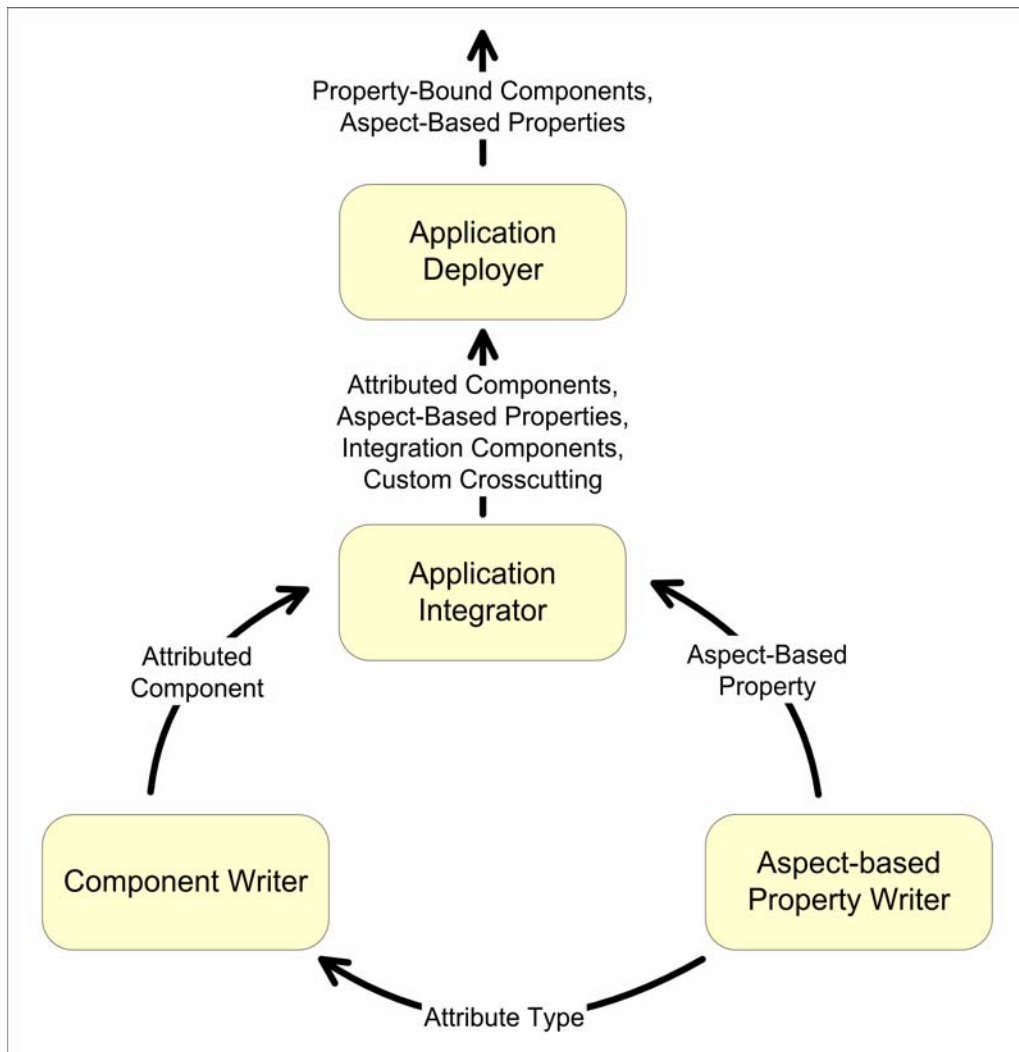 Property-Bound Components,
Aspect-Based Properties
Application
Deployer
Attributed Components,
Aspect-Based Properties,
Integration Components,
Custom Crosscutting
Application
Integrator
Attributed
Component
Aspect-Based
Property
Component Writer
Aspect-based
Property Writer
Attribute Type